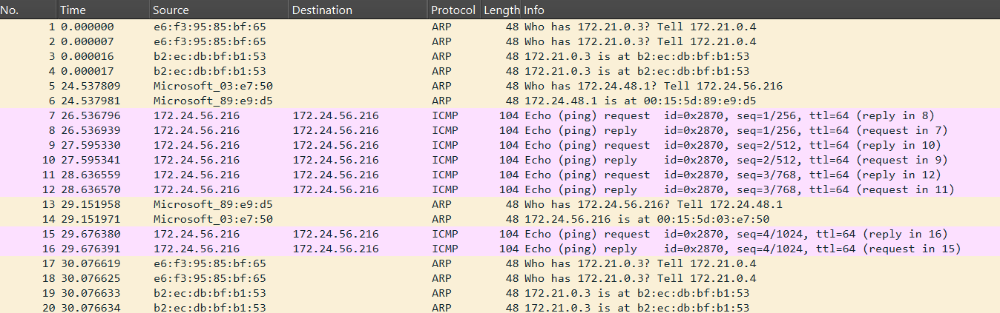 No. Time Source Destination Protocol Length Info
1 0.000000 e6:f3:95:85:bf:65 ARP 48 Who has 172.21.0.3? Tell 172.21.0.4
2 0.000007 e6:f3:95:85:bf:65 ARP 48 Who has 172.21.0.3? Tell 172.21.0.4
3 0.000016 b2:ec:db:bf:b1:53 ARP 48 172.21.0.3 is at b2:ec:db:bf:b1:53
4 0.000017 b2:ec:db:bf:b1:53 ARP 48 172.21.0.3 is at b2:ec:db:bf:b1:53
5 24.537809 Microsoft_03:e7:50 ARP 48 Who has 172.24.48.1? Tell 172.24.56.216
6 24.537981 Microsoft_89:e9:d5 ARP 48 172.24.48.1 is at 00:15:5d:89:e9:d5
7 26.536796 172.24.56.216 172.24.56.216 ICMP 104 Echo (ping) request id=0x2870, seq=1/256, ttl=64 (reply in 8)
8 26.536939 172.24.56.216 172.24.56.216 ICMP 104 Echo (ping) reply id=0x2870, seq=1/256, ttl=64 (request in 7)
9 27.595330 172.24.56.216 172.24.56.216 ICMP 104 Echo (ping) request id=0x2870, seq=2/512, ttl=64 (reply in 10)
10 27.595341 172.24.56.216 172.24.56.216 ICMP 104 Echo (ping) reply id=0x2870, seq=2/512, ttl=64 (request in 9)
11 28.636559 172.24.56.216 172.24.56.216 ICMP 104 Echo (ping) request id=0x2870, seq=3/768, ttl=64 (reply in 12)
12 28.636570 172.24.56.216 172.24.56.216 ICMP 104 Echo (ping) reply id=0x2870, seq=3/768, ttl=64 (request in 11)
13 29.151958 Microsoft_89:e9:d5 ARP 48 Who has 172.24.56.216? Tell 172.24.48.1
14 29.151971 Microsoft_03:e7:50 ARP 48 172.24.56.216 is at 00:15:5d:03:e7:50
15 29.676380 172.24.56.216 172.24.56.216 ICMP 104 Echo (ping) request id=0x2870, seq=4/1024, ttl=64 (reply in 16)
16 29.676391 172.24.56.216 172.24.56.216 ICMP 104 Echo (ping) reply id=0x2870, seq=4/1024, ttl=64 (request in 15)
17 30.076619 e6:f3:95:85:bf:65 ARP 48 Who has 172.21.0.3? Tell 172.21.0.4
18 30.076625 e6:f3:95:85:bf:65 ARP 48 Who has 172.21.0.3? Tell 172.21.0.4
19 30.076633 b2:ec:db:bf:b1:53 ARP 48 172.21.0.3 is at b2:ec:db:bf:b1:53
20 30.076634 b2:ec:db:bf:b1:53 ARP 48 172.21.0.3 is at b2:ec:db:bf:b1:53